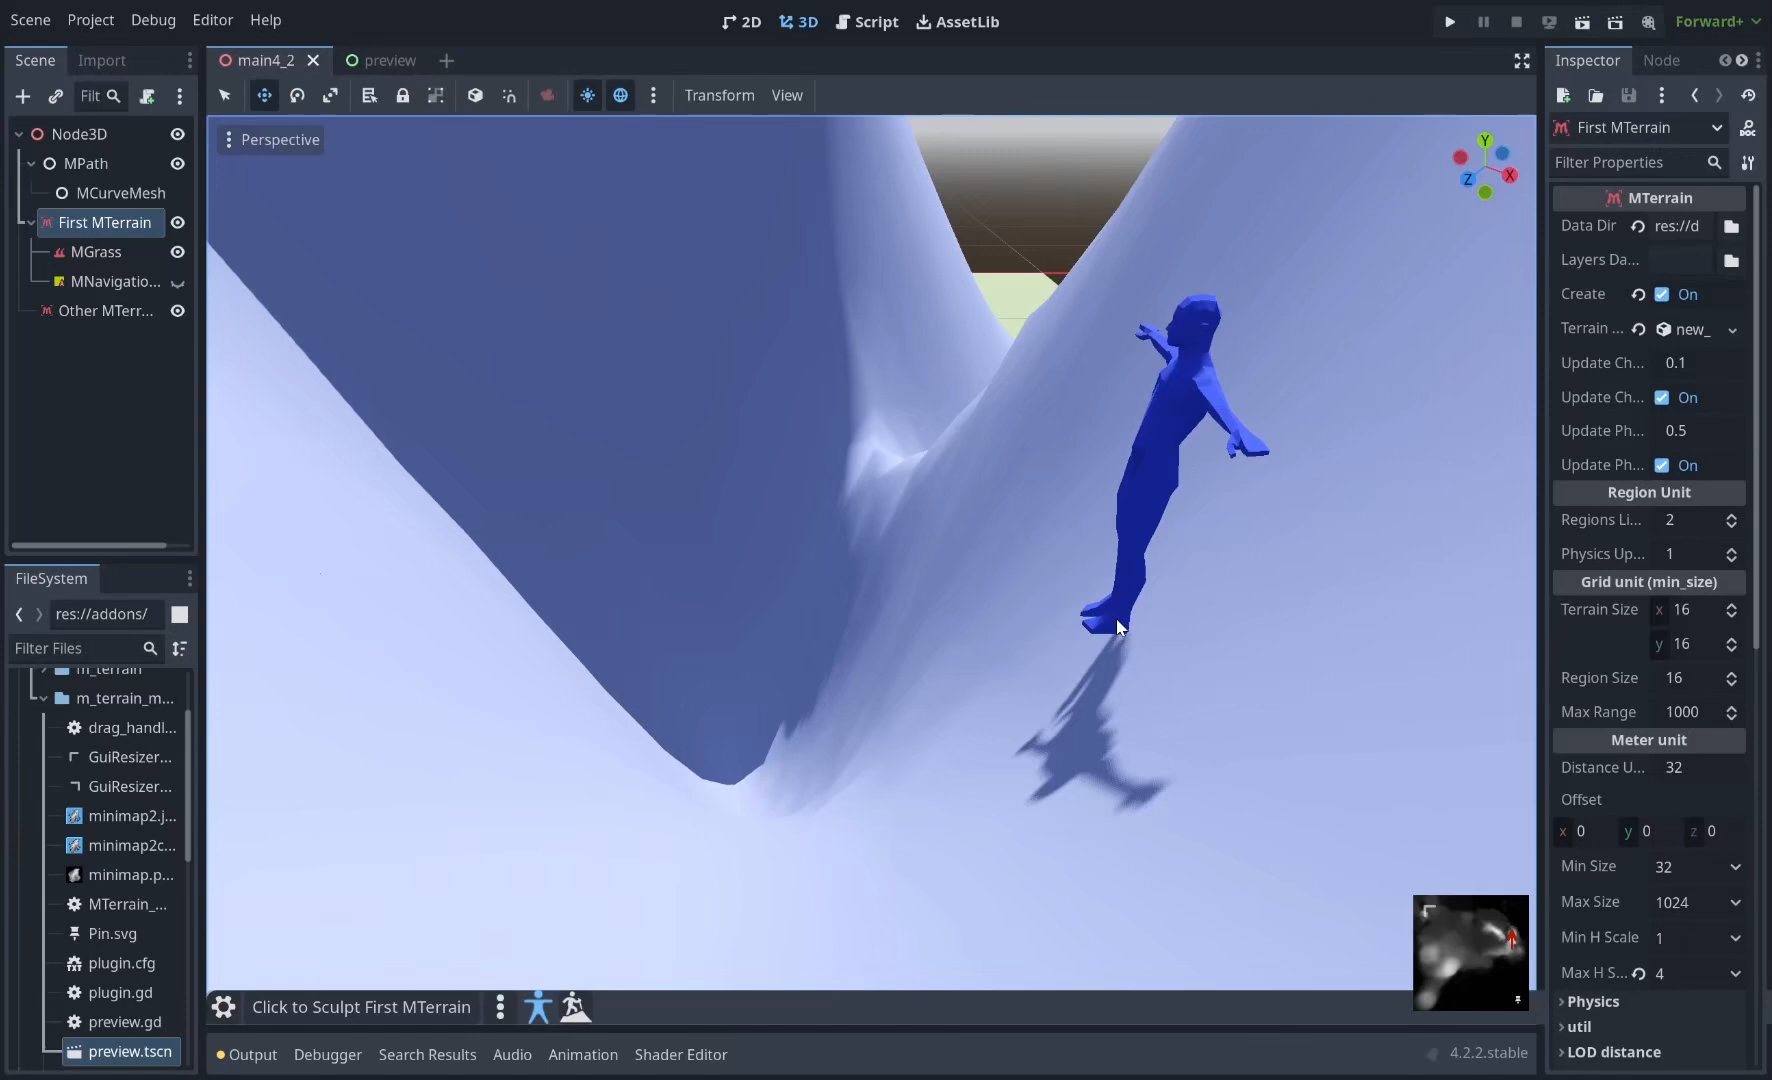 Scene Project Debug Editor Help
2D 3D Script AssetLib
Forward+
Scene Import
main4_2 preview
Inspector Node
Filt
Transform View
Perspective
Node3D
MPath
MCurveMesh
First MTerrain
MGrass
MNavigatio...
Other MTerr...
FileSystem
res://addons/
Filter Files
m_terrain
m_terrain_m...
drag_handl...
GuiResizer...
GuiResizer...
minimap2.j...
minimap2c...
minimap.p...
MTerrain_...
Pin.svg
plugin.cfg
plugin.gd
preview.gd
preview.tscn
Y
X
Z
Click to Sculpt First MTerrain
Output Debugger Search Results Audio Animation Shader Editor
4.2.2.stable
First MTerrain
DOC
Filter Properties
MTerrain
Data Dir res://d
Layers Da...
Create On
Terrain ... new_
Update Ch... 0.1
Update Ch... On
Update Ph... 0.5
Update Ph... On
Region Unit
Regions Li... 2
Physics Up... 1
Grid unit (min_size)
Terrain Size x 16
y 16
Region Size 16
Max Range 1000
Meter unit
Distance U... 32
Offset
x 0 y 0 z 0
Min Size 32
Max Size 1024
Min H Scale 1
Max H S... 4
Physics
util
LOD distance